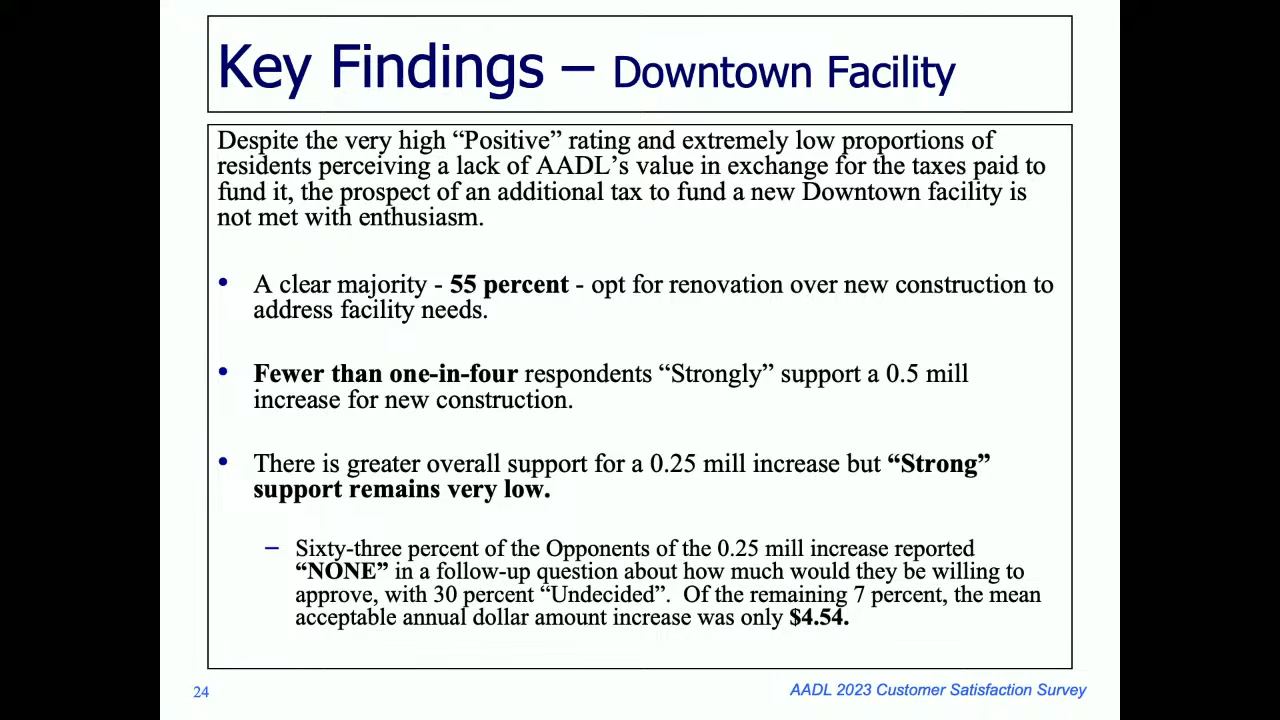 Key Findings – Downtown Facility
Despite the very high “Positive” rating and extremely low proportions of
residents perceiving a lack of AADL’s value in exchange for the taxes paid to
fund it, the prospect of an additional tax to fund a new Downtown facility is
not met with enthusiasm.
• A clear majority - 55 percent - opt for renovation over new construction to
address facility needs.
• Fewer than one-in-four respondents “Strongly” support a 0.5 mill
increase for new construction.
• There is greater overall support for a 0.25 mill increase but “Strong”
support remains very low.
– Sixty-three percent of the Opponents of the 0.25 mill increase reported
“NONE” in a follow-up question about how much would they be willing to
approve, with 30 percent “Undecided”.  Of the remaining 7 percent, the mean
acceptable annual dollar amount increase was only $4.54.
24
AADL 2023 Customer Satisfaction Survey